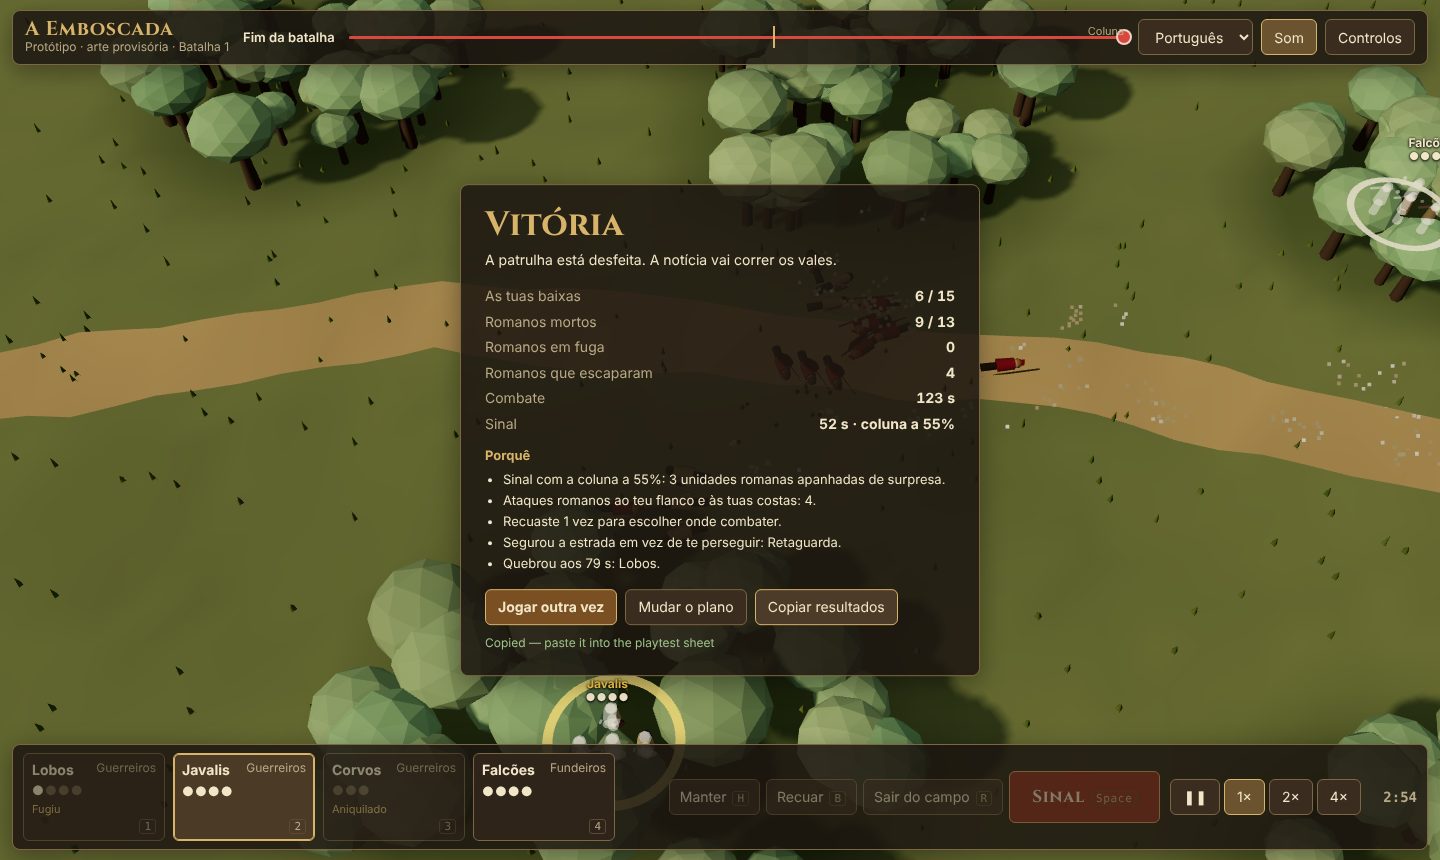 A Emboscada
Protótipo · arte provisória · Batalha 1
Fim da batalha
Português
Som
Controlos
Vitória
A patrulha está desfeita. A notícia vai correr os vales.
As tuas baixas 6 / 15
Romanos mortos 9 / 13
Romanos em fuga 0
Romanos que escaparam 4
Combate 123 s
Sinal 52 s · coluna a 55%
Porquê
• Sinal com a coluna a 55%: 3 unidades romanas apanhadas de surpresa.
• Ataques romanos ao teu flanco e às tuas costas: 4.
• Recuaste 1 vez para escolher onde combater.
• Segurou a estrada em vez de te perseguir: Retaguarda.
• Quebrou aos 79 s: Lobos.
Jogar outra vez
Mudar o plano
Copiar resultados
Copied — paste it into the playtest sheet
Javalis
Lobos Guerreiros
Fugiu
1
Javalis Guerreiros
2
Corvos Guerreiros
Aniquilado
3
Falcões Fundeiros
4
Manter H
Recuar B
Sair do campo R
Sinal Space
1×
2×
4×
2:54